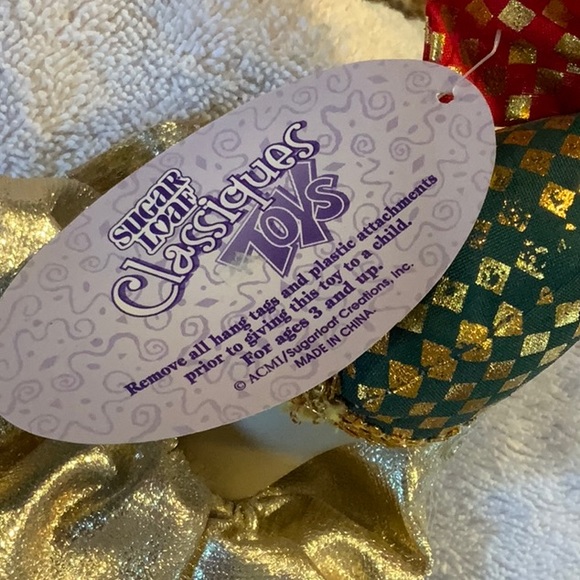 SUGAR
LOAF
Classiques
TOYS
Remove all hang tags and plastic attachments
prior to giving this toy to a child.
For ages 3 and up.
© ACM1/Sugarloaf Creations, Inc.
MADE IN CHINA.